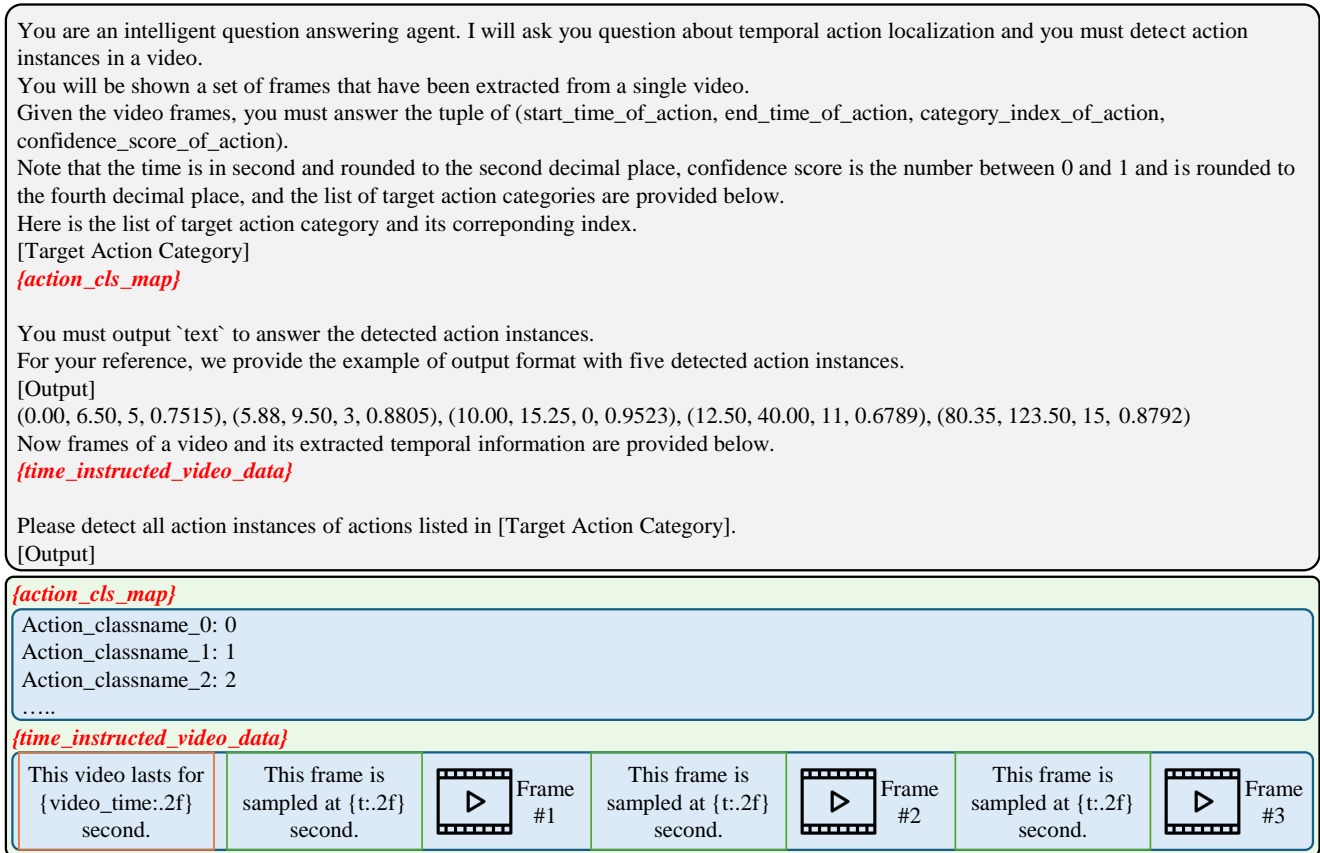 You are an intelligent question answering agent. I will ask you question about temporal action localization and you must detect action
instances in a video.
You will be shown a set of frames that have been extracted from a single video.
Given the video frames, you must answer the tuple of (start_time_of_action, end_time_of_action, category_index_of_action,
confidence_score_of_action).
Note that the time is in second and rounded to the second decimal place, confidence score is the number between 0 and 1 and is rounded to
the fourth decimal place, and the list of target action categories are provided below.
Here is the list of target action category and its correponding index.
[Target Action Category]
{action_cls_map}
You must output `text` to answer the detected action instances.
For your reference, we provide the example of output format with five detected action instances.
[Output]
(0.00, 6.50, 5, 0.7515), (5.88, 9.50, 3, 0.8805), (10.00, 15.25, 0, 0.9523), (12.50, 40.00, 11, 0.6789), (80.35, 123.50, 15, 0.8792)
Now frames of a video and its extracted temporal information are provided below.
{time_instructed_video_data}
Please detect all action instances of actions listed in [Target Action Category].
[Output]
{action_cls_map}
Action_classname_0: 0
Action_classname_1: 1
Action_classname_2: 2
…..
{time_instructed_video_data}
This video lasts for
{video_time:.2f}
second.
This frame is
sampled at {t:.2f}
second.
Frame
#1
This frame is
sampled at {t:.2f}
second.
Frame
#2
This frame is
sampled at {t:.2f}
second.
Frame
#3